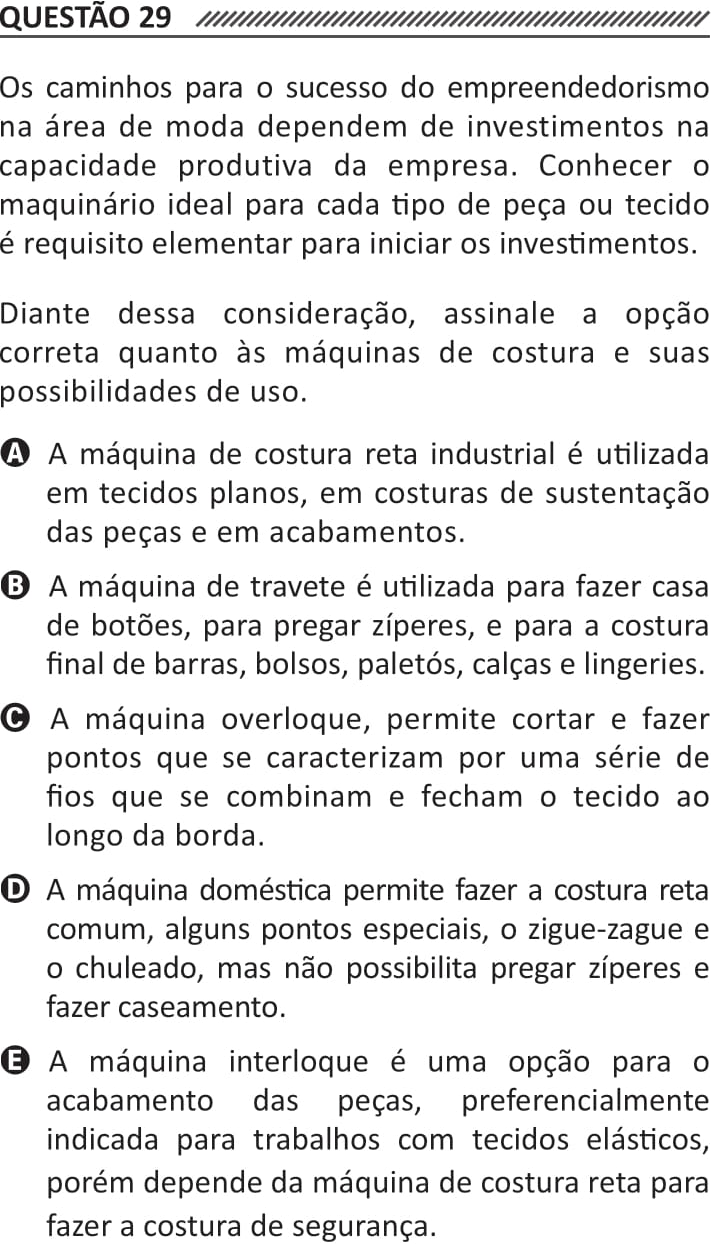 QUESTÃO 29
Os caminhos para o sucesso do empreendedorismo
na área de moda dependem de investimentos na
capacidade produtiva da empresa. Conhecer o
maquinário ideal para cada tipo de peça ou tecido
é requisito elementar para iniciar os investimentos.
Diante dessa consideração, assinale a opção
correta quanto às máquinas de costura e suas
possibilidades de uso.
A A máquina de costura reta industrial é utilizada
em tecidos planos, em costuras de sustentação
das peças e em acabamentos.
B A máquina de travete é utilizada para fazer casa
de botões, para pregar zíperes, e para a costura
final de barras, bolsos, paletós, calças e lingeries.
C A máquina overloque, permite cortar e fazer
pontos que se caracterizam por uma série de
fios que se combinam e fecham o tecido ao
longo da borda.
D A máquina doméstica permite fazer a costura reta
comum, alguns pontos especiais, o zigue-zague e
o chuleado, mas não possibilita pregar zíperes e
fazer caseamento.
E A máquina interloque é uma opção para o
acabamento das peças, preferencialmente
indicada para trabalhos com tecidos elásticos,
porém depende da máquina de costura reta para
fazer a costura de segurança.